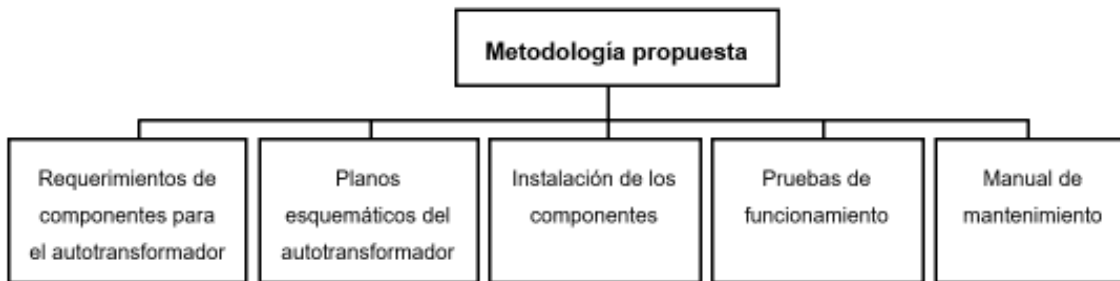 Metodología propuesta
Requerimientos de
componentes para
el autotransformador
Planos
esquemáticos del
autotransformador
Instalación de los
componentes
Pruebas de
funcionamiento
Manual de
mantenimiento